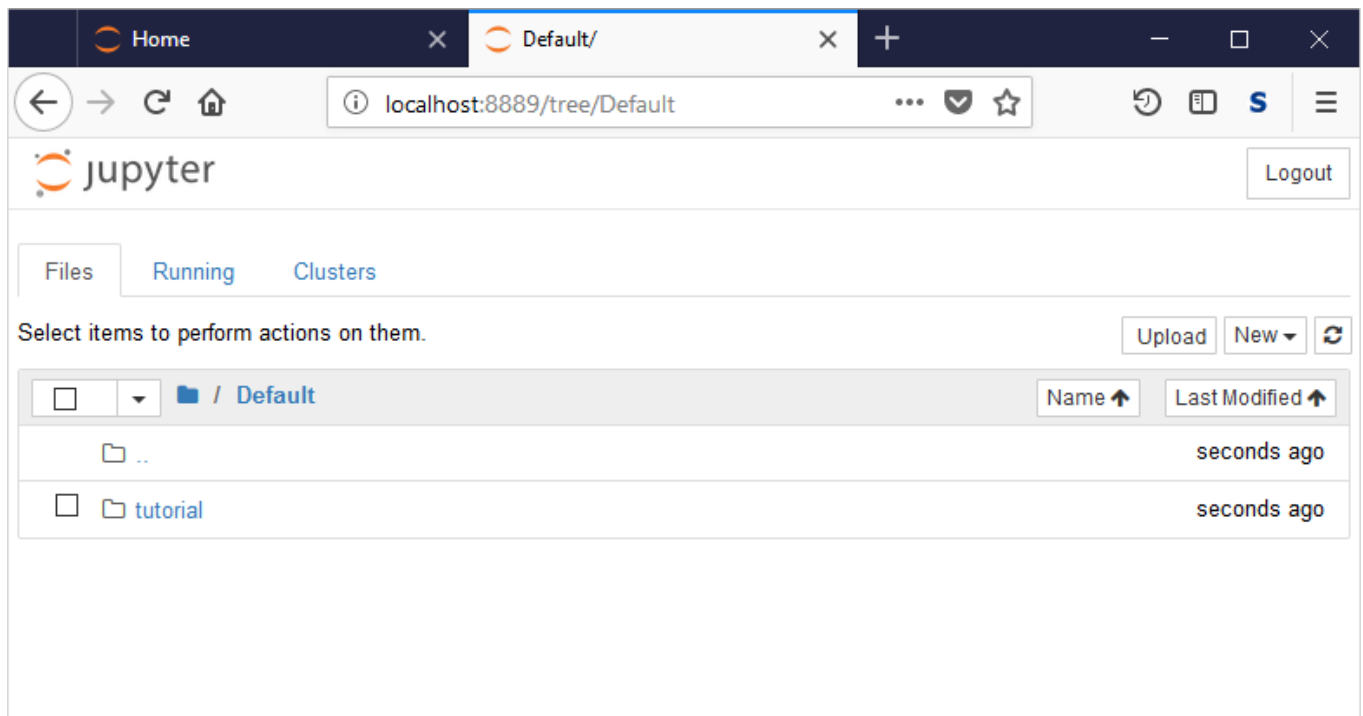 Home Default/
localhost:8889/tree/Default S
jupyter Logout
Files Running Clusters
Select items to perform actions on them. Upload New
/ Default Name Last Modified
.. seconds ago
tutorial seconds ago